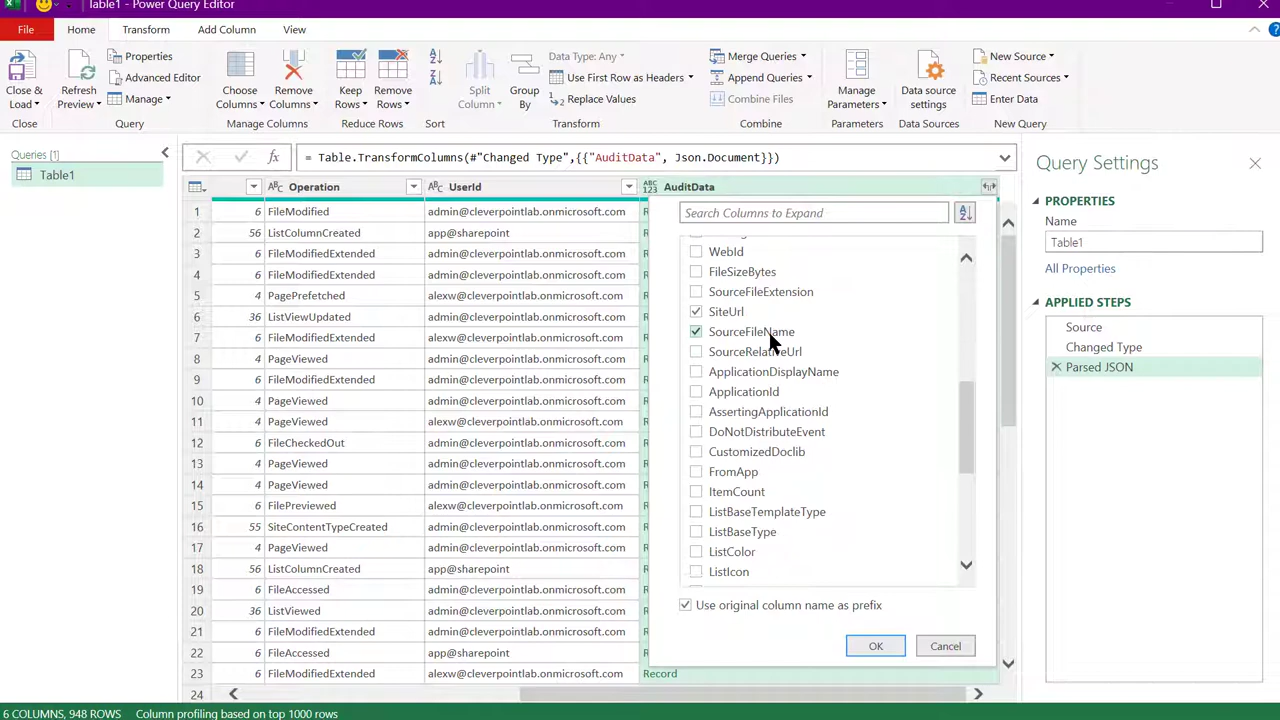 Table1 - Power Query Editor
File Home Transform Add Column View
Close & Load
Refresh Preview
Properties
Advanced Editor
Manage
Choose Columns
Remove Columns
Keep Rows
Remove Rows
Split Column
Group By
Data Type: Any
Use First Row as Headers
Replace Values
Merge Queries
Append Queries
Combine Files
Manage Parameters
Data source settings
New Source
Recent Sources
Enter Data
Close Query Manage Columns Reduce Rows Sort Transform Combine Parameters Data Sources New Query
Queries [1]
Table1
fx = Table.TransformColumns(#"Changed Type",{{"AuditData", Json.Document}})
ABC Operation ABC UserId ABC 123 AuditData
1 6 FileModified admin@cleverpointlab.onmicrosoft.com
2 56 ListColumnCreated app@sharepoint
3 6 FileModifiedExtended admin@cleverpointlab.onmicrosoft.com
4 6 FileModifiedExtended admin@cleverpointlab.onmicrosoft.com
5 4 PagePrefetched alexw@cleverpointlab.onmicrosoft.com
6 36 ListViewUpdated admin@cleverpointlab.onmicrosoft.com
7 6 FileModifiedExtended alexw@cleverpointlab.onmicrosoft.com
8 4 PageViewed admin@cleverpointlab.onmicrosoft.com
9 6 FileModifiedExtended admin@cleverpointlab.onmicrosoft.com
10 4 PageViewed admin@cleverpointlab.onmicrosoft.com
11 4 PageViewed alexw@cleverpointlab.onmicrosoft.com
12 6 FileCheckedOut admin@cleverpointlab.onmicrosoft.com
13 4 PageViewed admin@cleverpointlab.onmicrosoft.com
14 4 PageViewed admin@cleverpointlab.onmicrosoft.com
15 6 FilePreviewed alexw@cleverpointlab.onmicrosoft.com
16 55 SiteContentTypeCreated admin@cleverpointlab.onmicrosoft.com
17 4 PageViewed admin@cleverpointlab.onmicrosoft.com
18 56 ListColumnCreated app@sharepoint
19 6 FileAccessed admin@cleverpointlab.onmicrosoft.com
20 36 ListViewed admin@cleverpointlab.onmicrosoft.com
21 6 FileModifiedExtended admin@cleverpointlab.onmicrosoft.com
22 6 FileAccessed app@sharepoint
23 6 FileModifiedExtended alexw@cleverpointlab.onmicrosoft.com Record
24
Search Columns to Expand
WebId
FileSizeBytes
SourceFileExtension
SiteUrl
SourceFileName
SourceRelativeUrl
ApplicationDisplayName
ApplicationId
AssertingApplicationId
DoNotDistributeEvent
CustomizedDoclib
FromApp
ItemCount
ListBaseTemplateType
ListBaseType
ListColor
ListIcon
Use original column name as prefix
OK Cancel
Query Settings
PROPERTIES
Name
Table1
All Properties
APPLIED STEPS
Source
Changed Type
Parsed JSON
6 COLUMNS, 948 ROWS Column profiling based on top 1000 rows